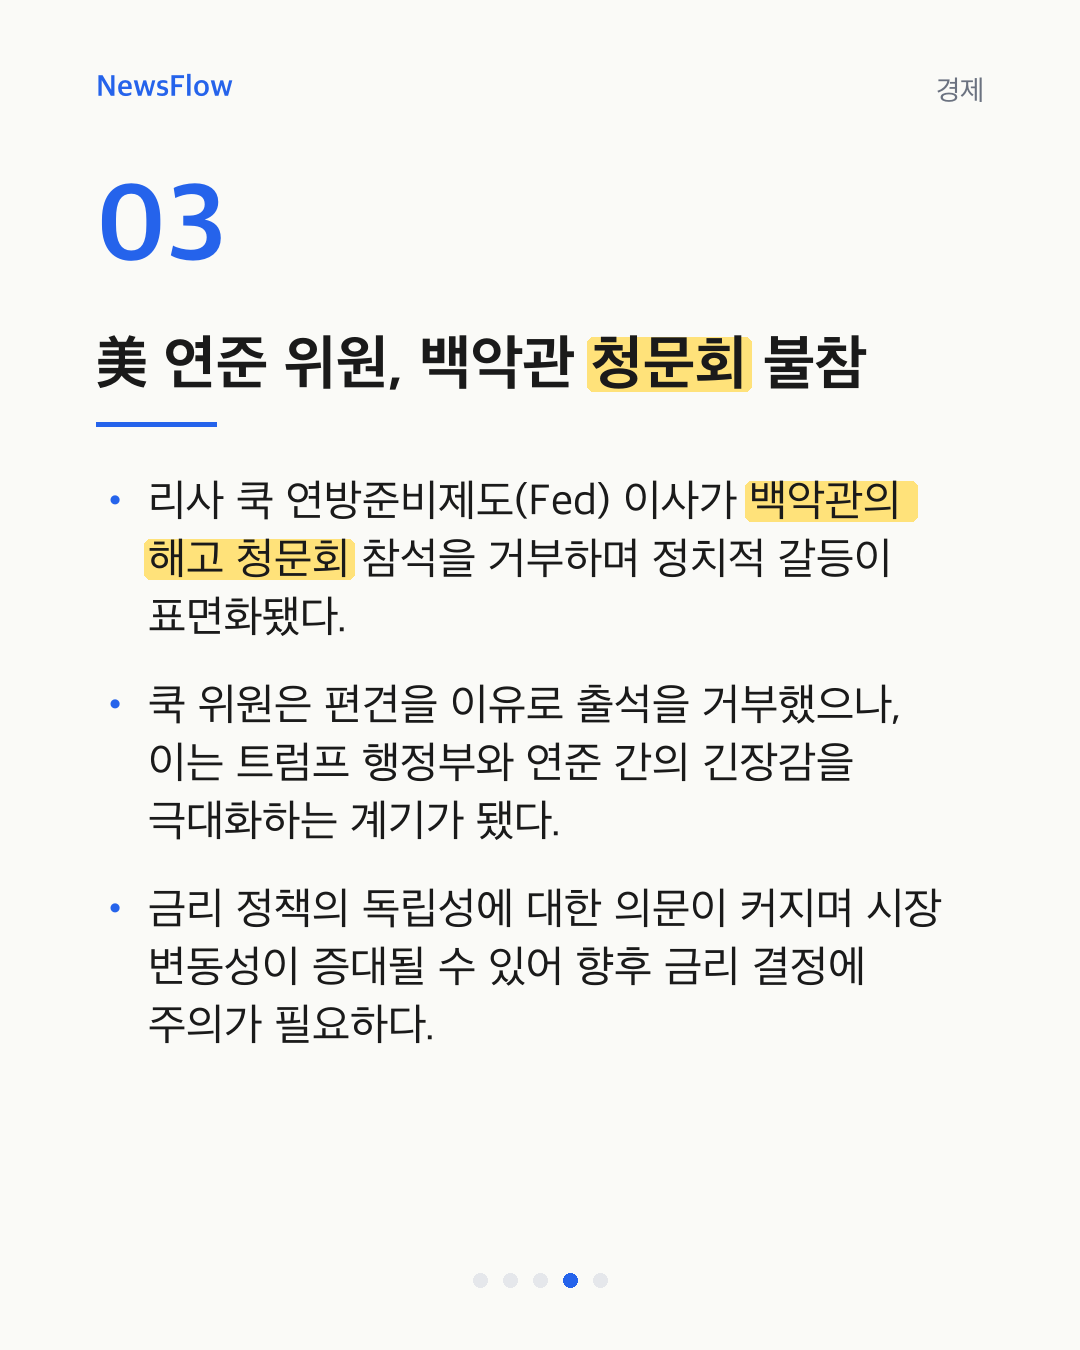 NewsFlow
경제
03
美 연준 위원, 백악관 청문회 불참
• 리사 쿡 연방준비제도(Fed) 이사가 백악관의
해고 청문회 참석을 거부하며 정치적 갈등이
표면화됐다.
• 쿡 위원은 편견을 이유로 출석을 거부했으나,
이는 트럼프 행정부와 연준 간의 긴장감을
극대화하는 계기가 됐다.
• 금리 정책의 독립성에 대한 의문이 커지며 시장
변동성이 증대될 수 있어 향후 금리 결정에
주의가 필요하다.